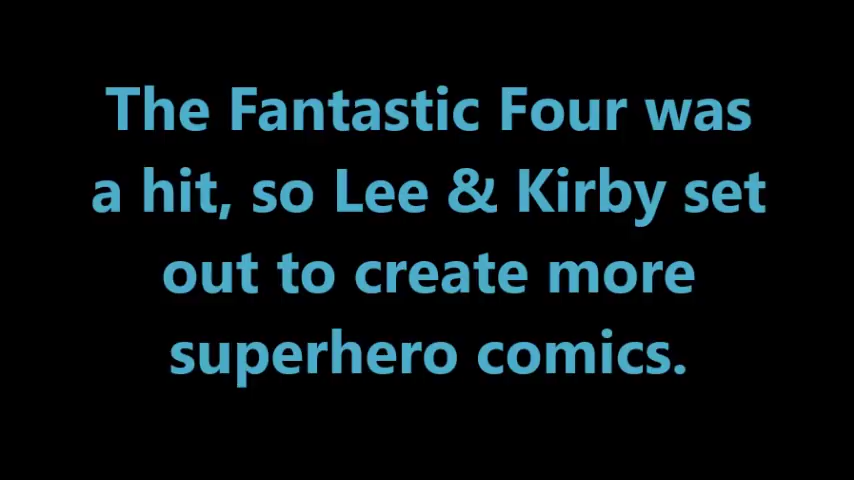 The Fantastic Four was
a hit, so Lee & Kirby set
out to create more
superhero comics.